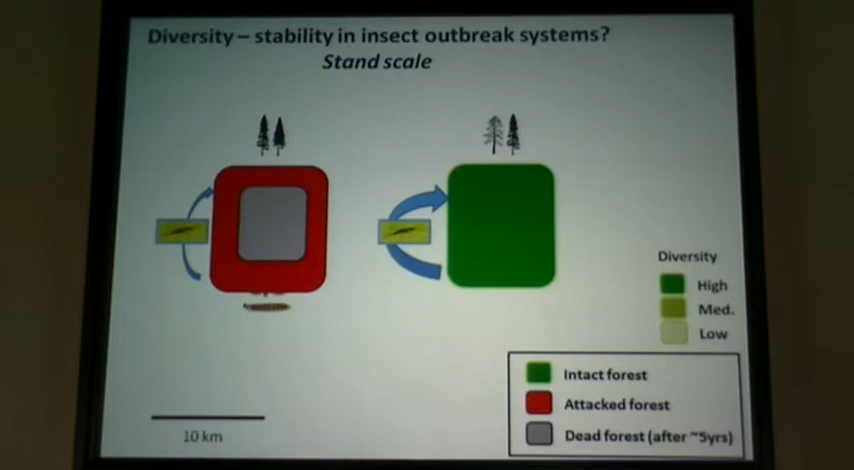 Diversity – stability in insect outbreak systems?
Stand scale
Diversity
High
Med.
Low
Intact forest
Attacked forest
Dead forest (after ~5yrs)
10 km